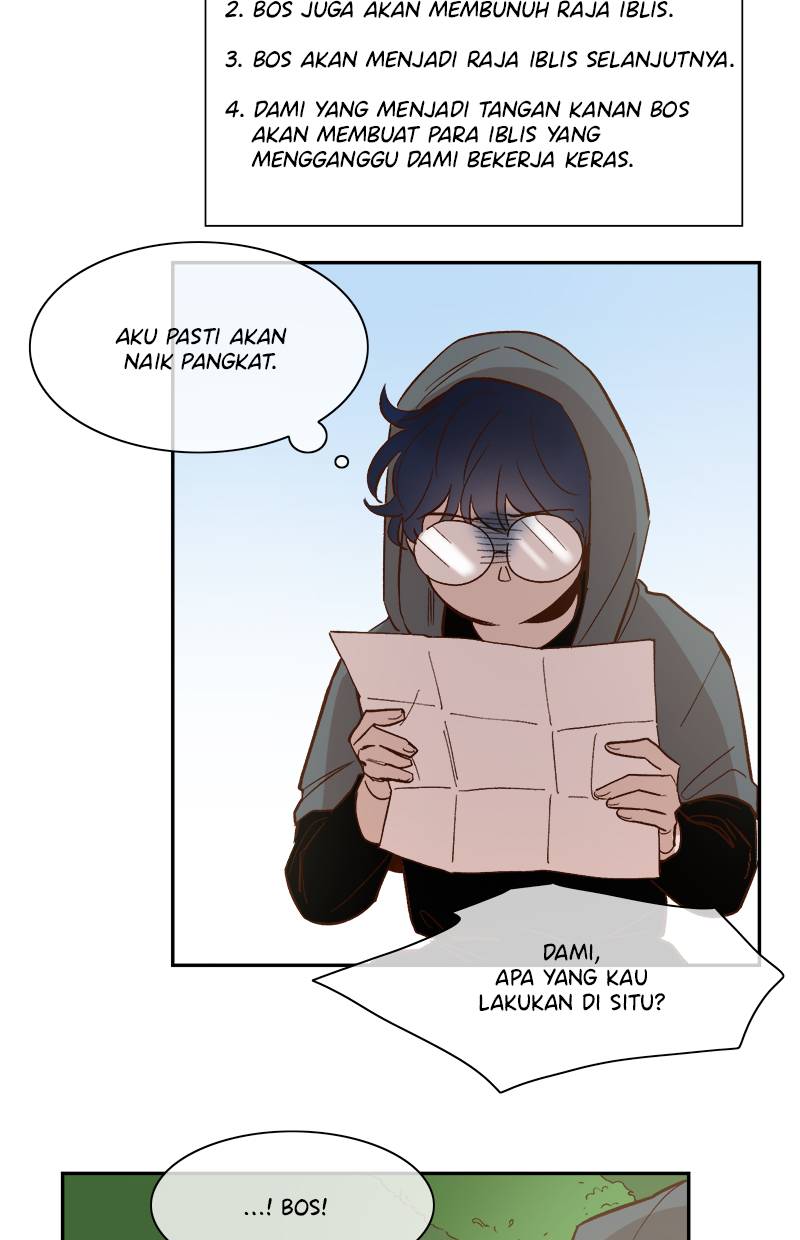 2. BOS JUGA AKAN MEMBUNUH RAJA IBLIS.
3. BOS AKAN MENJADI RAJA IBLIS SELANJUTNYA.
4. DAMI YANG MENJADI TANGAN KANAN BOS
AKAN MEMBUAT PARA IBLIS YANG
MENGGANGGU DAMI BEKERJA KERAS.
AKU PASTI AKAN
NAIK PANGKAT.
DAMI,
APA YANG KAU
LAKUKAN DI SITU?
...! BOS!